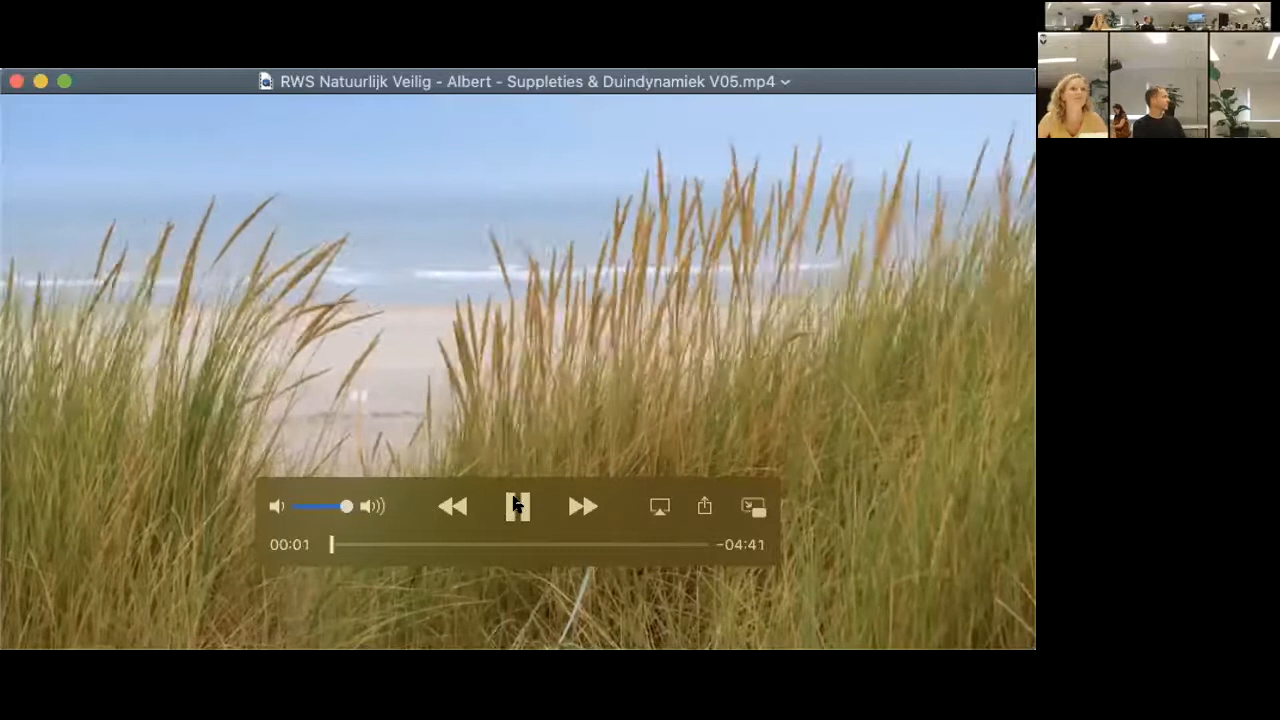 RWS Natuurlijk Veilig - Albert - Suppleties & Duindynamiek V05.mp4
00:01
-04:41